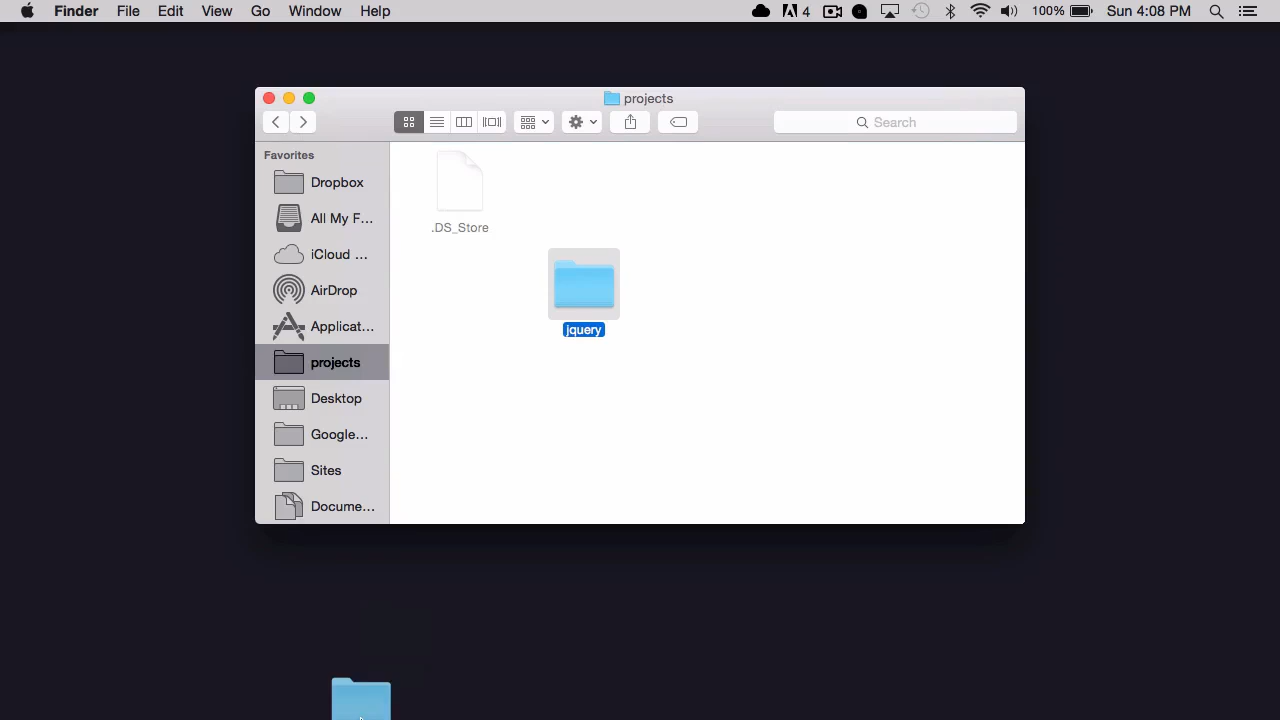 Finder File Edit View Go Window Help 4 100% Sun 4:08 PM
projects
Search
Favorites
Dropbox
All My F...
iCloud ...
AirDrop
Applicat...
projects
Desktop
Google...
Sites
Docume...
.DS_Store
jquery